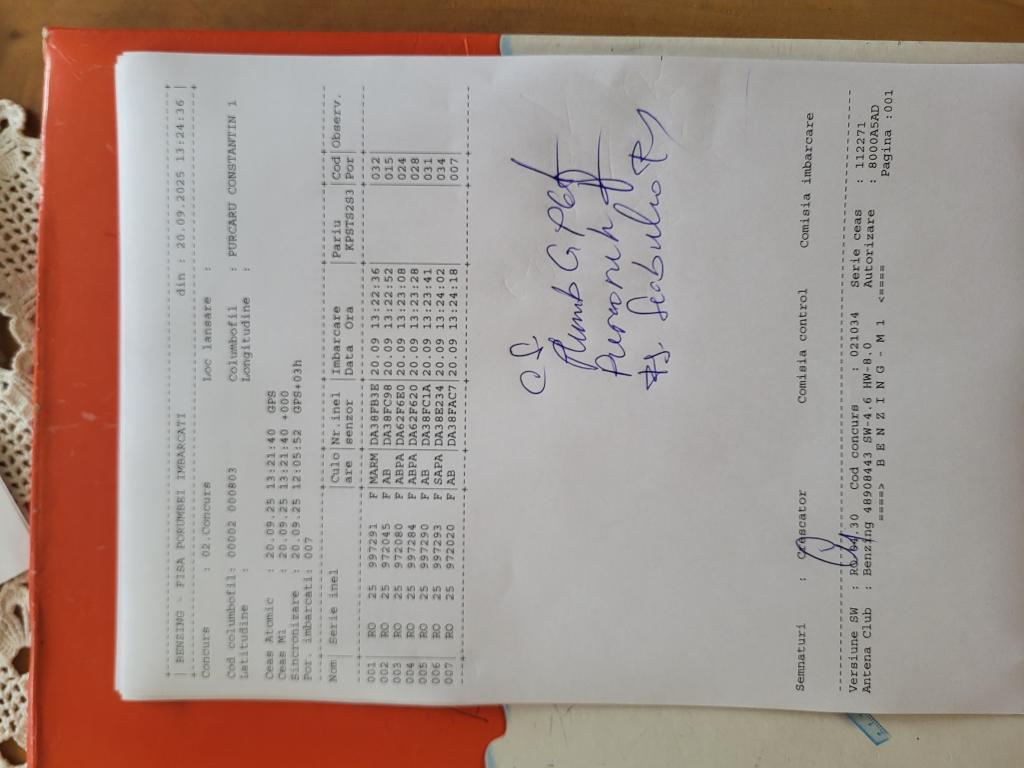 | BENZING - FISA PORUMBEI IMBARCATI din : 20.09.2025 13:24:36 |
Concurs : 02.Concurs Loc lansare :
Cod columbofil: 00002 000803 Columbofil : PURCARU CONSTANTIN 1
Latitudine : Longitudine :
Ceas Atomic : 20.09.25 13:21:40 GPS
Ceas M1 : 20.09.25 13:21:40 +000
Sincronizare : 20.09.25 12:05:52 GPS+03h
Por. imbarcati: 007
Nom| Serie inel |Culo|Nr.inel |Imbarcare |Pariu |Cod|Observ.
| |are |senzor |Data Ora | KPSTS2S3|Por|
001| RO 25 997291 F|MARM|DA38FB3E|20.09 13:22:36| |032|
002| RO 25 972045 F|AB |DA38FC98|20.09 13:22:52| |015|
003| RO 25 972080 F|ABPA|DA62F6E0|20.09 13:23:08| |024|
004| RO 25 997284 F|ABPA|DA62F620|20.09 13:23:28| |028|
005| RO 25 997290 F|AB |DA38FC1A|20.09 13:23:41| |031|
006| RO 25 997293 F|SAPA|DA38E234|20.09 13:24:02| |034|
007| RO 25 972020 F|AB |DA38FAC7|20.09 13:24:18| |007|
Semnaturi : Crescator Comisia control Comisia imbarcare
Versiune SW : R0 04.30 Cod concurs : 021034 Serie ceas : 112271
Antena Club : Benzing 48908443 SW-4.6 HW-8.0 Autorizare : 8000A5AD
====> B E N Z I N G - M 1 <==== Pagina :001